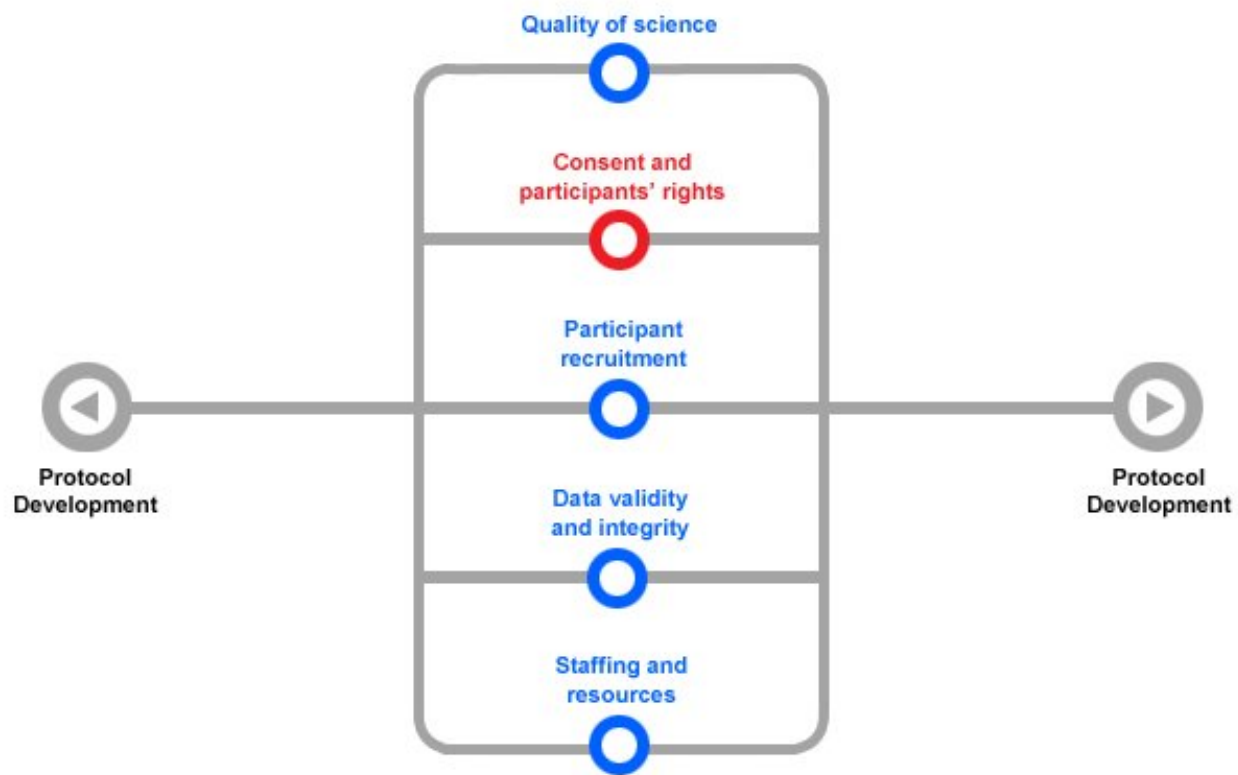 Quality of science
Consent and
participants’ rights
Participant
recruitment
Protocol
Development
Protocol
Development
Data validity
and integrity
Staffing and
resources